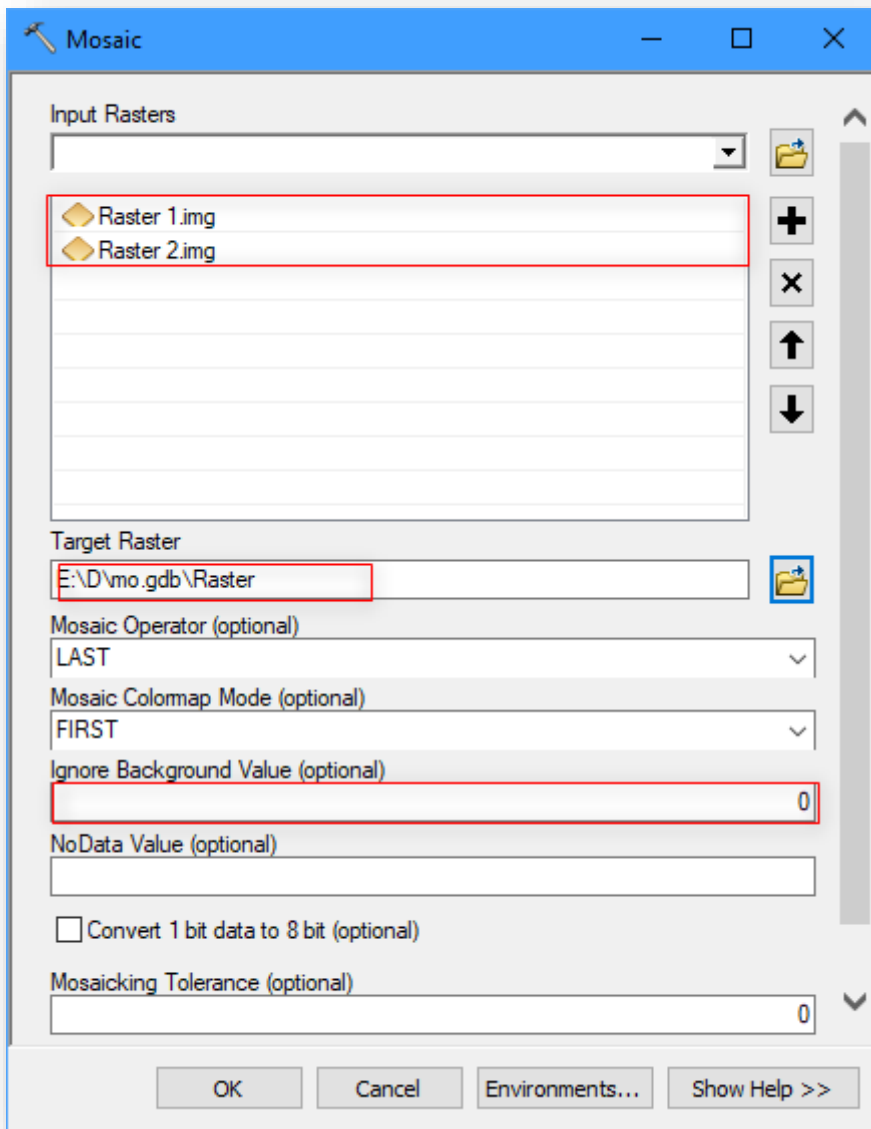 Mosaic
Input Rasters
Raster 1.img
Raster 2.img
Target Raster
E:\D\mo.gdb\Raster
Mosaic Operator (optional)
LAST
Mosaic Colormap Mode (optional)
FIRST
Ignore Background Value (optional)
0
NoData Value (optional)
Convert 1 bit data to 8 bit (optional)
Mosaicking Tolerance (optional)
0
OK Cancel Environments... Show Help >>